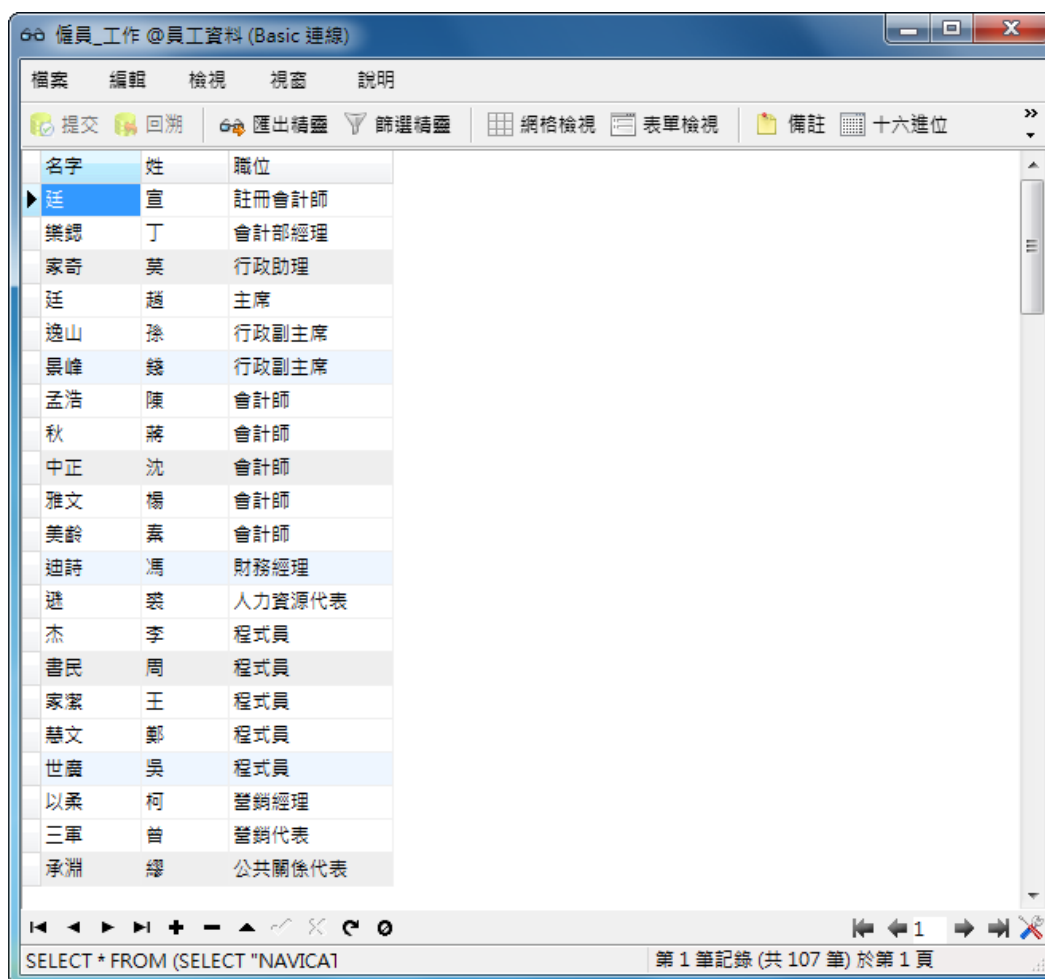 僱員_工作 @員工資料 (Basic 連線)
檔案 編輯 檢視 視窗 說明
提交 回溯 匯出精靈 篩選精靈 網格檢視 表單檢視 備註 十六進位
名字 姓 職位
廷 宣 註冊會計師
樂鍶 丁 會計部經理
家奇 莫 行政助理
廷 趙 主席
逸山 孫 行政副主席
景峰 錢 行政副主席
孟浩 陳 會計師
秋 蔣 會計師
中正 沈 會計師
雅文 楊 會計師
美齡 素 會計師
迪詩 馮 財務經理
遜 裘 人力資源代表
杰 李 程式員
書民 周 程式員
家潔 王 程式員
慧文 鄭 程式員
世廣 吳 程式員
以柔 柯 營銷經理
三軍 曾 營銷代表
承淵 繆 公共關係代表
1
SELECT * FROM (SELECT "NAVICAT 第 1 筆記錄 (共 107 筆) 於第 1 頁